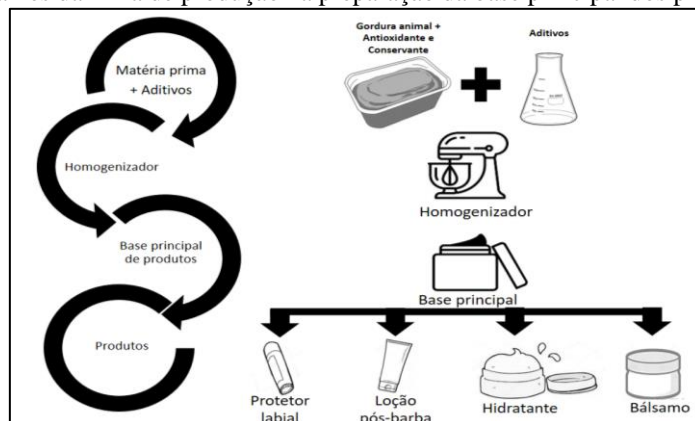 Matéria prima
+ Aditivos
Homogenizador
Base principal
de produtos
Produtos
Gordura animal +
Antioxidante e
Conservante
Aditivos
Homogenizador
Base principal
Protetor
labial
Loção
pós-barba
Hidratante
Bálsamo